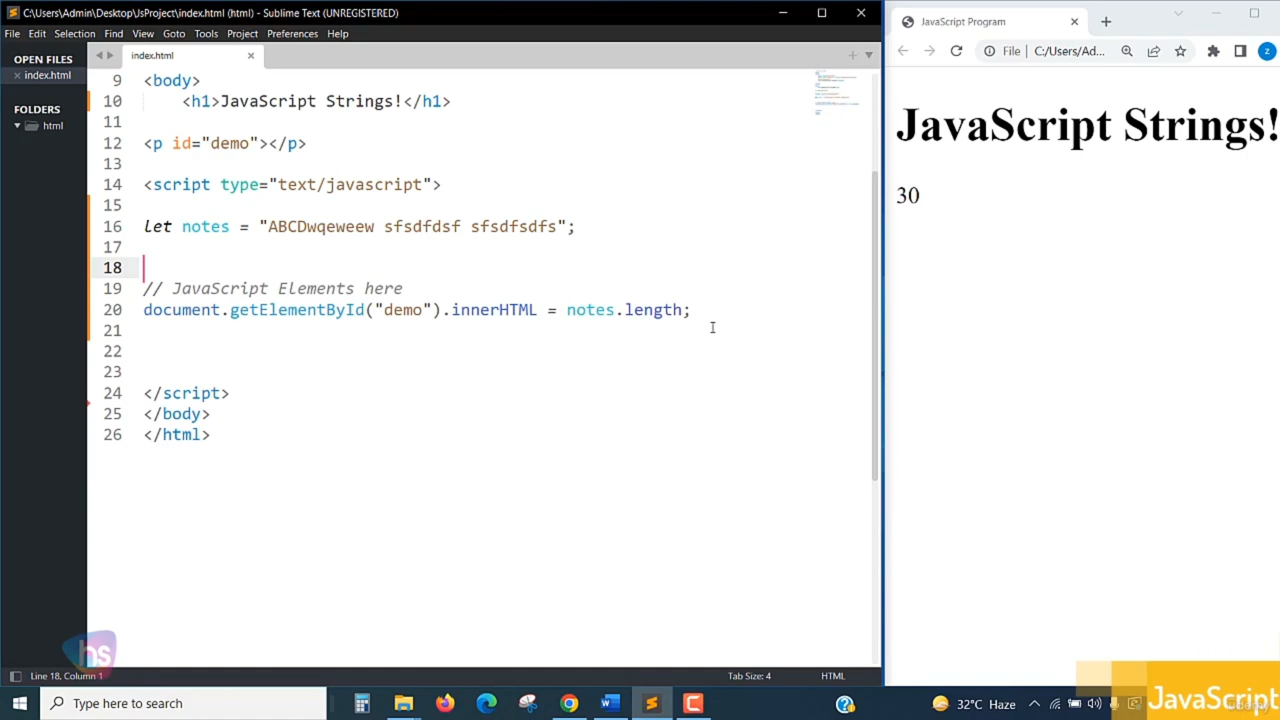 C:\Users\Admin\Desktop\JsProject\index.html (html) - Sublime Text (UNREGISTERED)
File Edit Selection Find View Goto Tools Project Preferences Help
OPEN FILES
index.html
FOLDERS
html
index.html
9 <body>
10 <h1>JavaScript Strings!</h1>
11
12 <p id="demo"></p>
13
14 <script type="text/javascript">
15
16 let notes = "ABCDwqeweew sfsdfdsf sfsdfsdfs";
17
18
19 // JavaScript Elements here
20 document.getElementById("demo").innerHTML = notes.length;
21
22
23
24 </script>
25 </body>
26 </html>
Line 18, Column 1
Tab Size: 4
HTML
JavaScript Program
File
C:/Users/Ad...
z
JavaScript Strings!
30
hs
Type here to search
32°C Haze
JavaScript